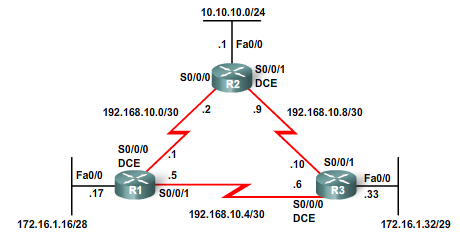 10.10.10.0/24
.1 Fa0/0
S0/0/0 R2 S0/0/1
DCE
.2 .9
192.168.10.0/30 192.168.10.8/30
S0/0/0
DCE
.1 .10 S0/0/1
Fa0/0 R1 .5 .6 R3 Fa0/0
.17 S0/0/1 .33
192.168.10.4/30 S0/0/0
DCE
172.16.1.16/28 172.16.1.32/29